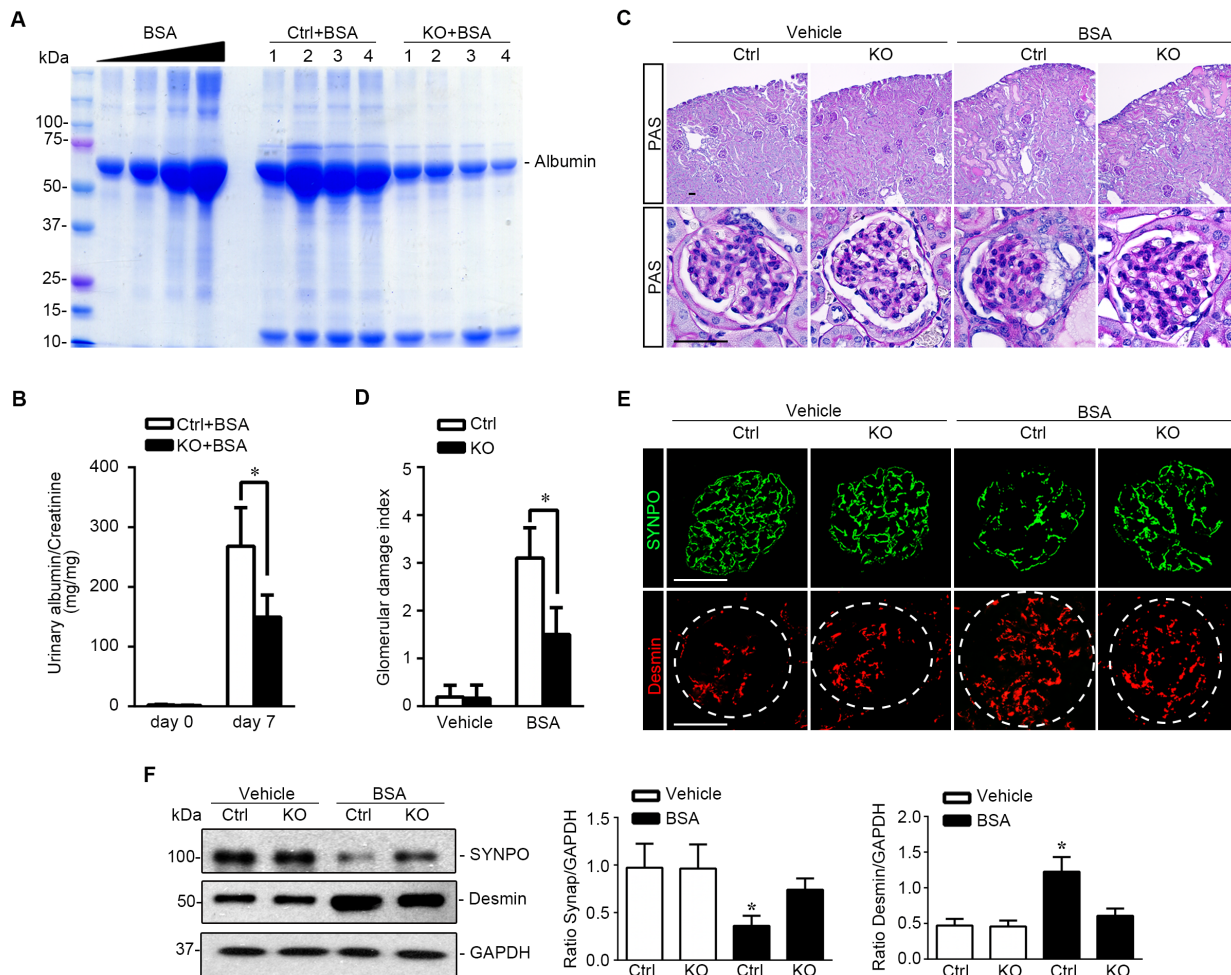 A
BSA
Ctrl+BSA
KO+BSA
kDa
1 2 3 4 1 2 3 4
100-
75-
- Albumin
50-
37-
25-
15-
10-
C
Vehicle
BSA
Ctrl
KO
Ctrl
KO
PAS
PAS
B
Ctrl+BSA
KO+BSA
Urinary albumin/Creatinine
(mg/mg)
400
300
200
100
0
*
day 0
day 7
D
Ctrl
KO
Glomerular damage index
5
4
3
2
1
0
*
Vehicle
BSA
E
Vehicle
BSA
Ctrl
KO
Ctrl
KO
SYNPO
Desmin
F
Vehicle
BSA
kDa
Ctrl
KO
Ctrl
KO
100-
- SYNPO
50-
- Desmin
37-
- GAPDH
Vehicle
BSA
Ratio Synap/GAPDH
1.5
1.0
0.5
0.0
*
Ctrl
KO
Ctrl
KO
Vehicle
BSA
Ratio Desmin/GAPDH
2.0
1.5
1.0
0.5
0.0
*
Ctrl
KO
Ctrl
KO